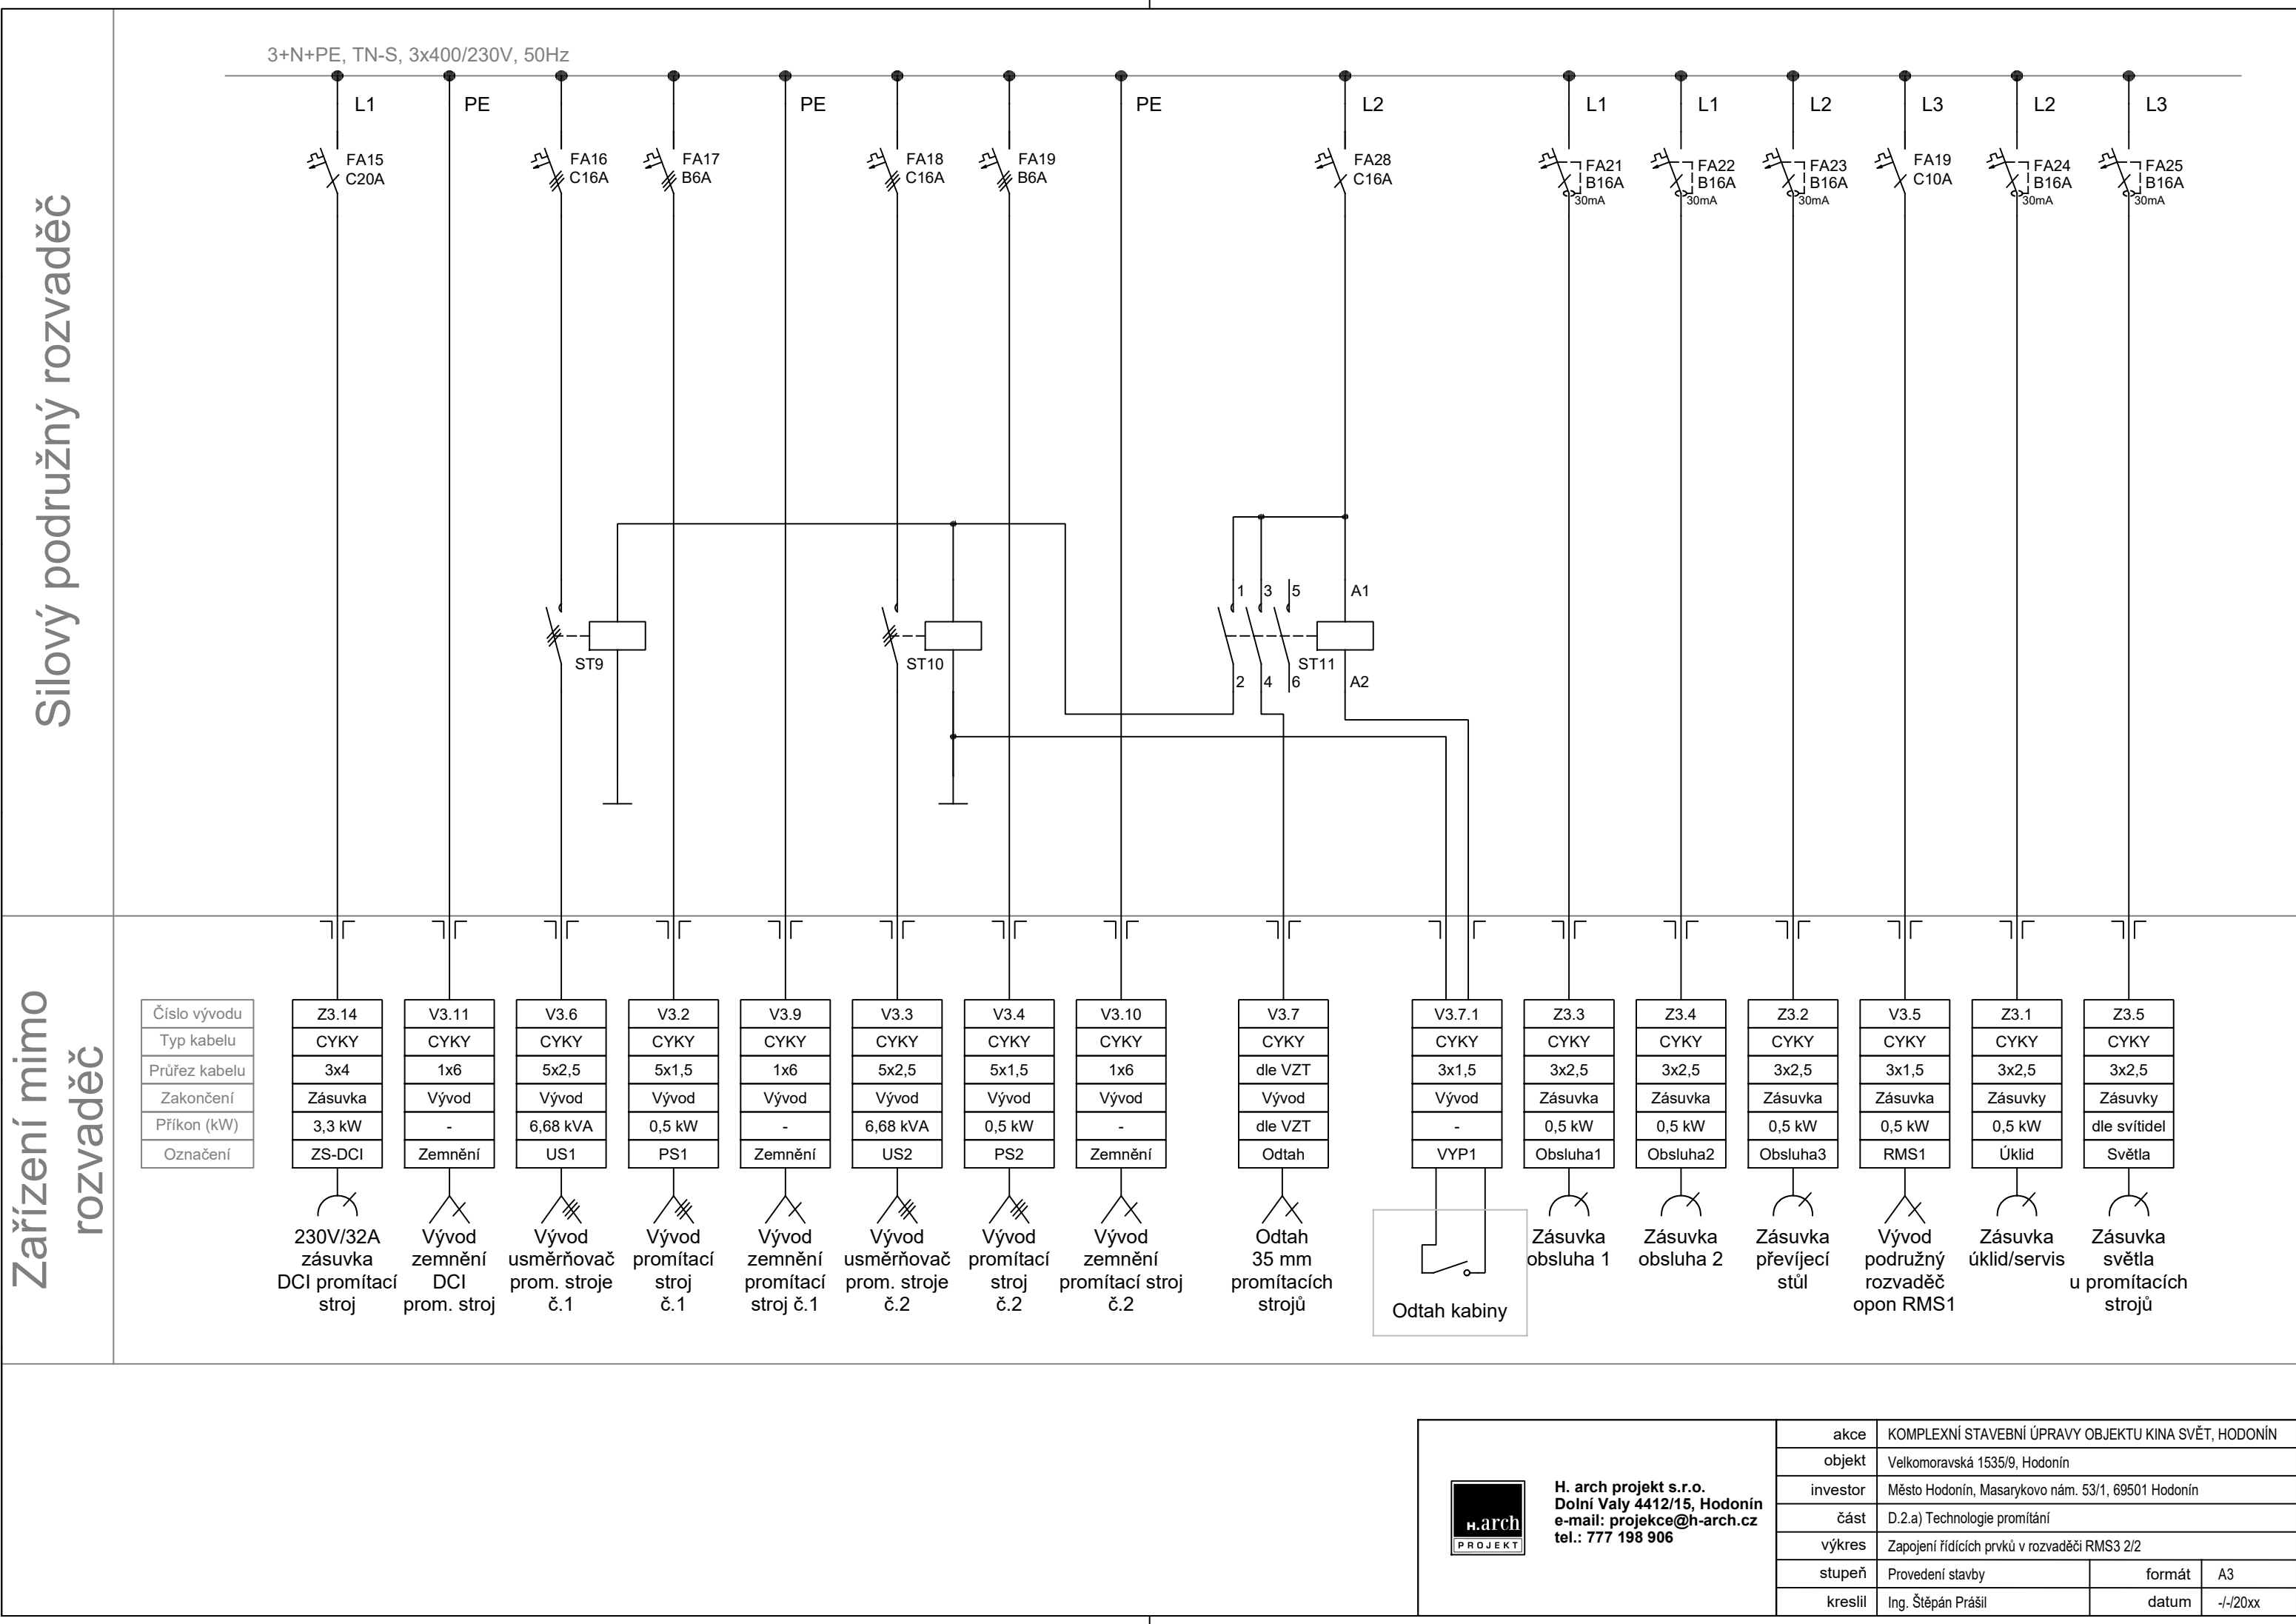 Silový podružný rozvaděč
3+N+PE, TN-S, 3x400/230V, 50Hz
L1 PE PE PE L2 L1 L1 L2 L3 L2 L3
FA15 FA16 FA17 FA18 FA19 FA28 FA21 FA22 FA23 FA19 FA24 FA25
C20A C16A B6A C16A B6A C16A B16A B16A B16A C10A B16A B16A
30mA 30mA 30mA 30mA 30mA
1 3 5 A1
ST9 ST10 ST11
2 4 6 A2
Zařízení mimo
rozvaděč
Číslo vývodu Z3.14 V3.11 V3.6 V3.2 V3.9 V3.3 V3.4 V3.10 V3.7 V3.7.1 Z3.3 Z3.4 Z3.2 V3.5 Z3.1 Z3.5
Typ kabelu CYKY CYKY CYKY CYKY CYKY CYKY CYKY CYKY CYKY CYKY CYKY CYKY CYKY CYKY CYKY CYKY
Průřez kabelu 3x4 1x6 5x2,5 5x1,5 1x6 5x2,5 5x1,5 1x6 dle VZT 3x1,5 3x2,5 3x2,5 3x2,5 3x1,5 3x2,5 3x2,5
Zakončení Zásuvka Vývod Vývod Vývod Vývod Vývod Vývod Vývod Vývod Vývod Zásuvka Zásuvka Zásuvka Zásuvka Zásuvky Zásuvky
Příkon (kW) 3,3 kW - 6,68 kVA 0,5 kW - 6,68 kVA 0,5 kW - dle VZT - 0,5 kW 0,5 kW 0,5 kW 0,5 kW 0,5 kW dle svítidel
Označení ZS-DCI Zemnění US1 PS1 Zemnění US2 PS2 Zemnění Odtah VYP1 Obsluha1 Obsluha2 Obsluha3 RMS1 Úklid Světla
230V/32A
zásuvka
DCI promítací
stroj
Vývod
zemnění
DCI
prom. stroj
Vývod
usměrňovač
prom. stroje
č.1
Vývod
promítací
stroj
č.1
Vývod
zemnění
promítací
stroj č.1
Vývod
usměrňovač
prom. stroje
č.2
Vývod
promítací
stroj
č.2
Vývod
zemnění
promítací stroj
č.2
Odtah
35 mm
promítacích
strojů
Odtah kabiny
Zásuvka
obsluha 1
Zásuvka
obsluha 2
Zásuvka
převíjecí
stůl
Vývod
podružný
rozvaděč
opon RMS1
Zásuvka
úklid/servis
Zásuvka
světla
u promítacích
strojů
H.arch
PROJEKT
H. arch projekt s.r.o.
Dolní Valy 4412/15, Hodonín
e-mail: projekce@h-arch.cz
tel.: 777 198 906
akce KOMPLEXNÍ STAVEBNÍ ÚPRAVY OBJEKTU KINA SVĚT, HODONÍN
objekt Velkomoravská 1535/9, Hodonín
investor Město Hodonín, Masarykovo nám. 53/1, 69501 Hodonín
část D.2.a) Technologie promítání
výkres Zapojení řídících prvků v rozvaděči RMS3 2/2
stupeň Provedení stavby formát A3
kreslil Ing. Štěpán Prášil datum -/-/20xx